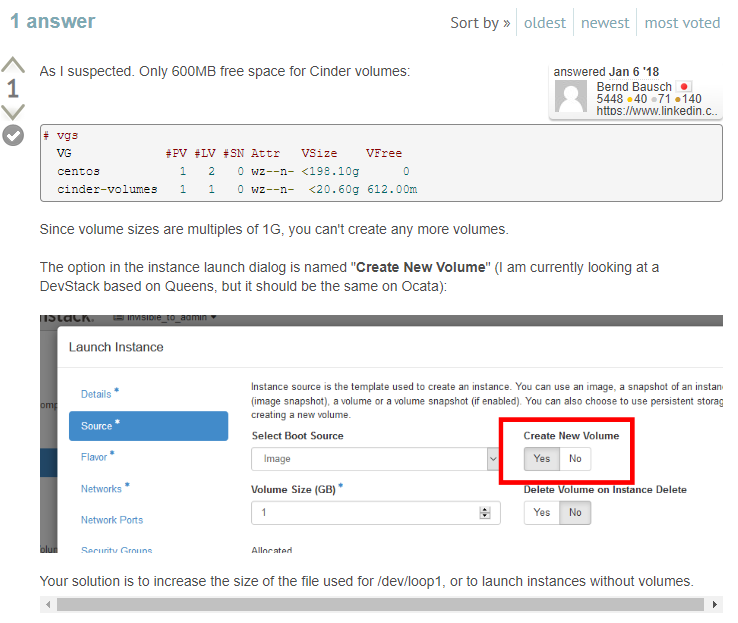 1 answer
Sort by » oldest newest most voted
1
As I suspected. Only 600MB free space for Cinder volumes:
answered Jan 6 '18
Bernd Bausch
5448 ●40 ●71 ●140
https://www.linkedin.c..
# vgs
VG #PV #LV #SN Attr VSize VFree
centos 1 2 0 wz--n- <198.10g 0
cinder-volumes 1 1 0 wz--n- <20.60g 612.00m
Since volume sizes are multiples of 1G, you can't create any more volumes.
The option in the instance launch dialog is named "Create New Volume" (I am currently looking at a
DevStack based on Queens, but it should be the same on Ocata):
invisible_to_admin
Launch Instance
Instance source is the template used to create an instance. You can use an image, a snapshot of an instan
(image snapshot), a volume or a volume snapshot (if enabled). You can also choose to use persistent storag
creating a new volume.
Details *
Source *
Flavor *
Networks *
Network Ports
Security Groups
Select Boot Source
Image
Create New Volume
Yes No
Volume Size (GB) *
1
Delete Volume on Instance Delete
Yes No
Allocated
Your solution is to increase the size of the file used for /dev/loop1, or to launch instances without volumes.